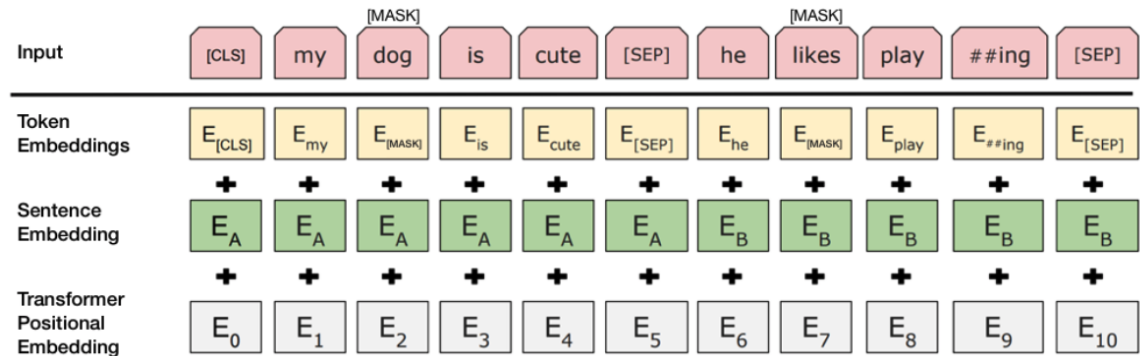 [MASK] [MASK]
Input [CLS] my dog is cute [SEP] he likes play ##ing [SEP]
Token
Embeddings
E[CLS] Emy E[MASK] Eis Ecute E[SEP] Ehe E[MASK] Eplay E##ing E[SEP]
+ + + + + + + + + + +
Sentence
Embedding
EA EA EA EA EA EA EB EB EB EB EB
+ + + + + + + + + + +
Transformer
Positional
Embedding
E0 E1 E2 E3 E4 E5 E6 E7 E8 E9 E10